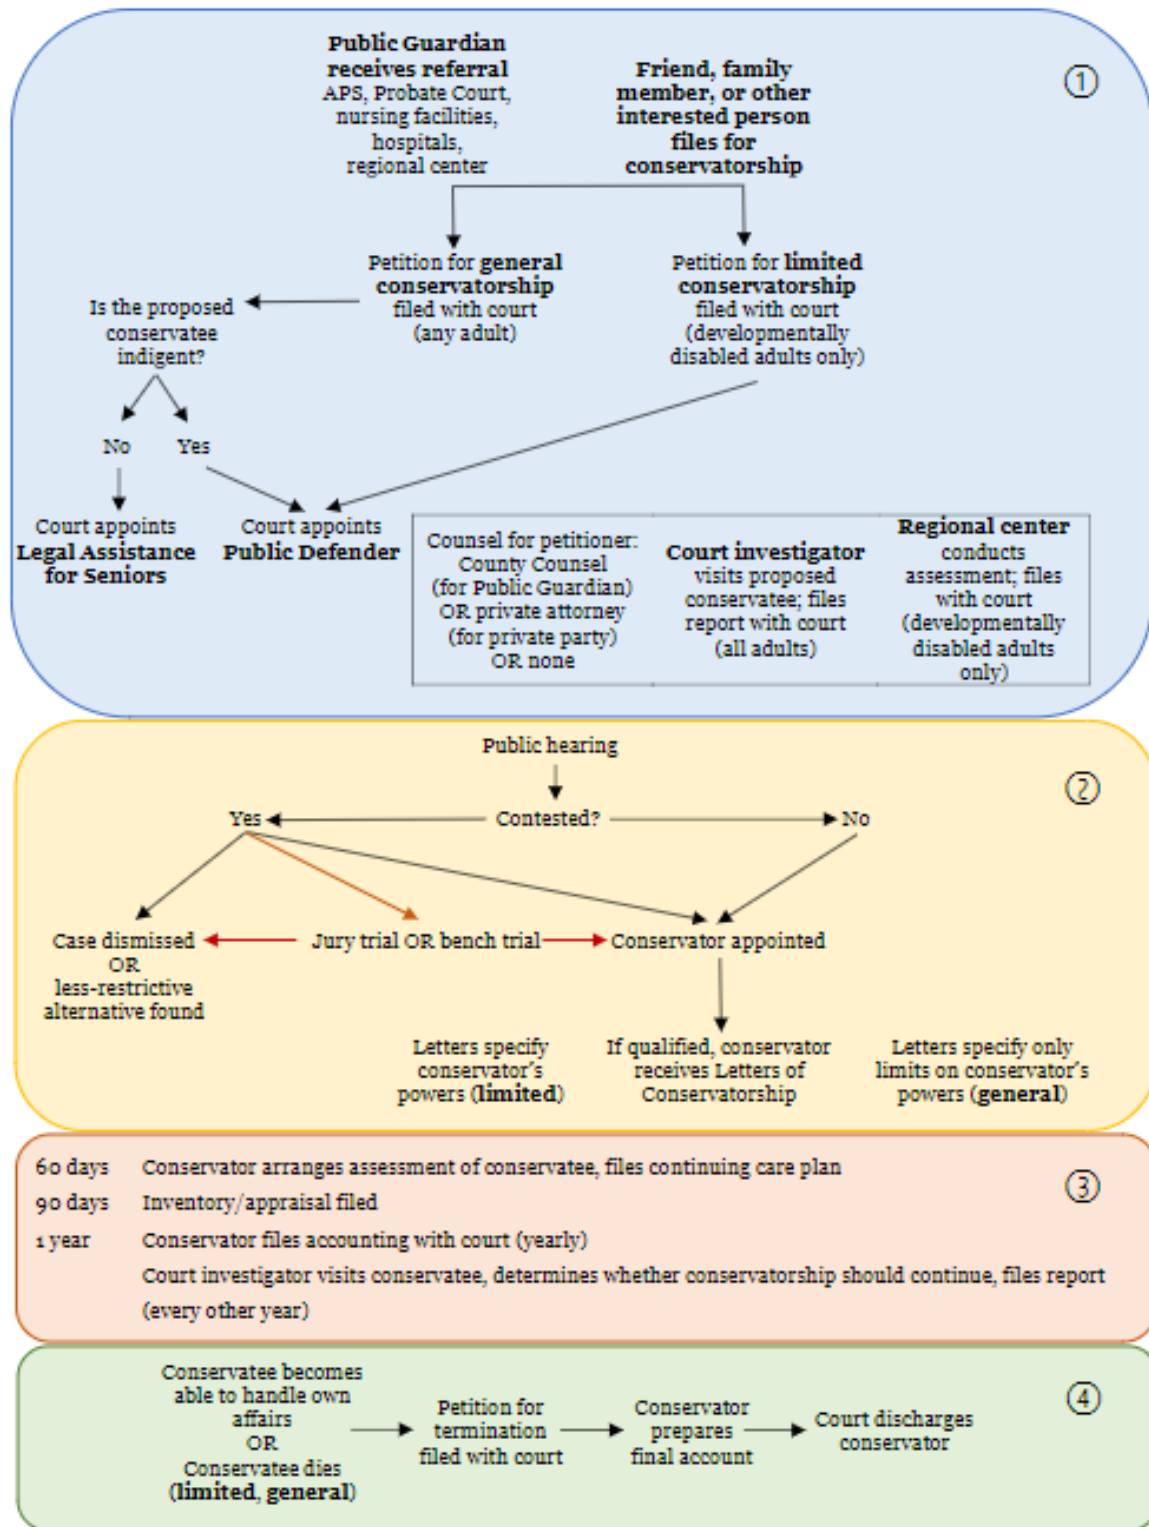 Public Guardian
receives referral
APS, Probate Court,
nursing facilities,
hospitals,
regional center
Friend, family
member, or other
interested person
files for
conservatorship
①
Petition for general
conservatorship
filed with court
(any adult)
Petition for limited
conservatorship
filed with court
(developmentally
disabled adults only)
Is the proposed
conservatee
indigent?
No
Yes
Court appoints
Legal Assistance
for Seniors
Court appoints
Public Defender
Counsel for petitioner:
County Counsel
(for Public Guardian)
OR private attorney
(for private party)
OR none
Court investigator
visits proposed
conservatee; files
report with court
(all adults)
Regional center
conducts
assessment; files
with court
(developmentally
disabled adults
only)
Public hearing
②
Yes
Contested?
No
Case dismissed
OR
less-restrictive
alternative found
Jury trial OR bench trial
Conservator appointed
Letters specify
conservator's
powers (limited)
If qualified, conservator
receives Letters of
Conservatorship
Letters specify only
limits on conservator's
powers (general)
60 days Conservator arranges assessment of conservatee, files continuing care plan
③
90 days Inventory/appraisal filed
1 year Conservator files accounting with court (yearly)
Court investigator visits conservatee, determines whether conservatorship should continue, files report
(every other year)
Conservatee becomes
able to handle own
affairs
OR
Conservatee dies
(limited, general)
Petition for
termination
filed with court
Conservator
prepares
final account
Court discharges
conservator
④